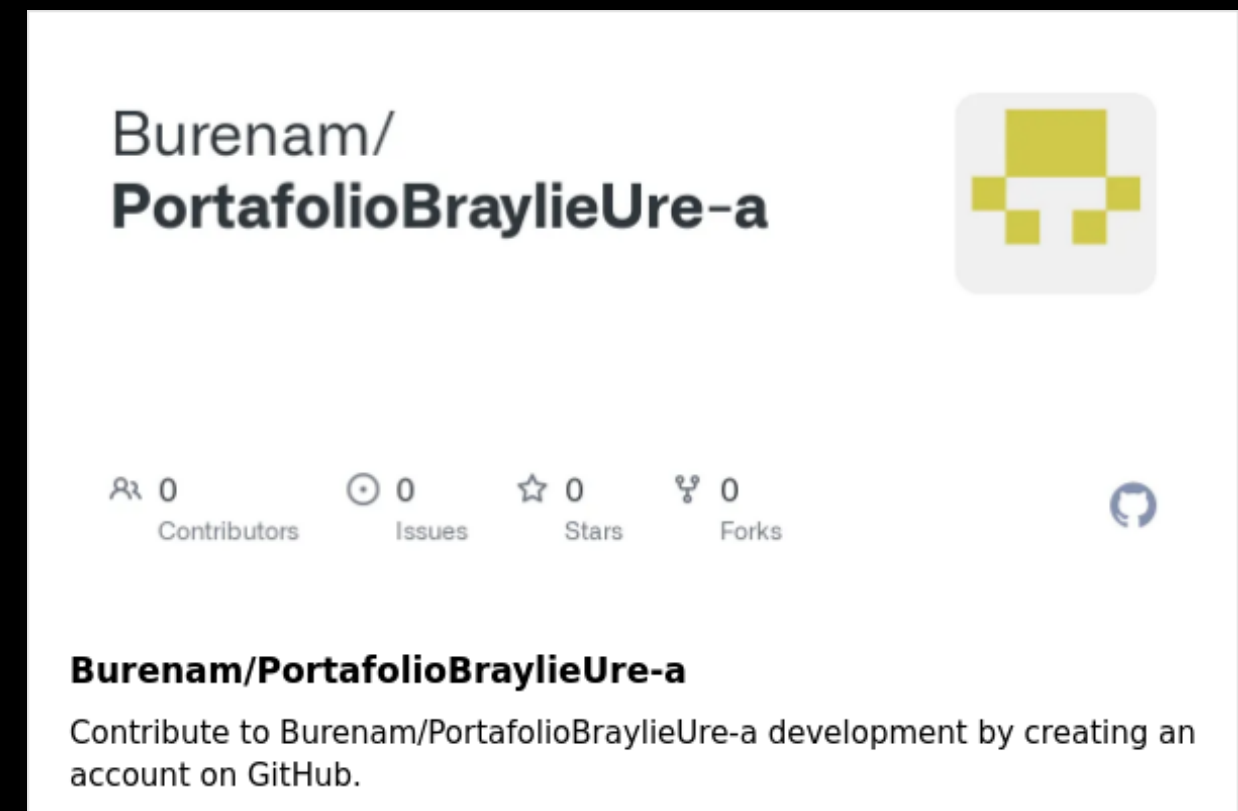 Burenam/
PortafolioBraylieUre-a
0
Contributors
0
Issues
0
Stars
0
Forks
Burenam/PortafolioBraylieUre-a
Contribute to Burenam/PortafolioBraylieUre-a development by creating an
account on GitHub.